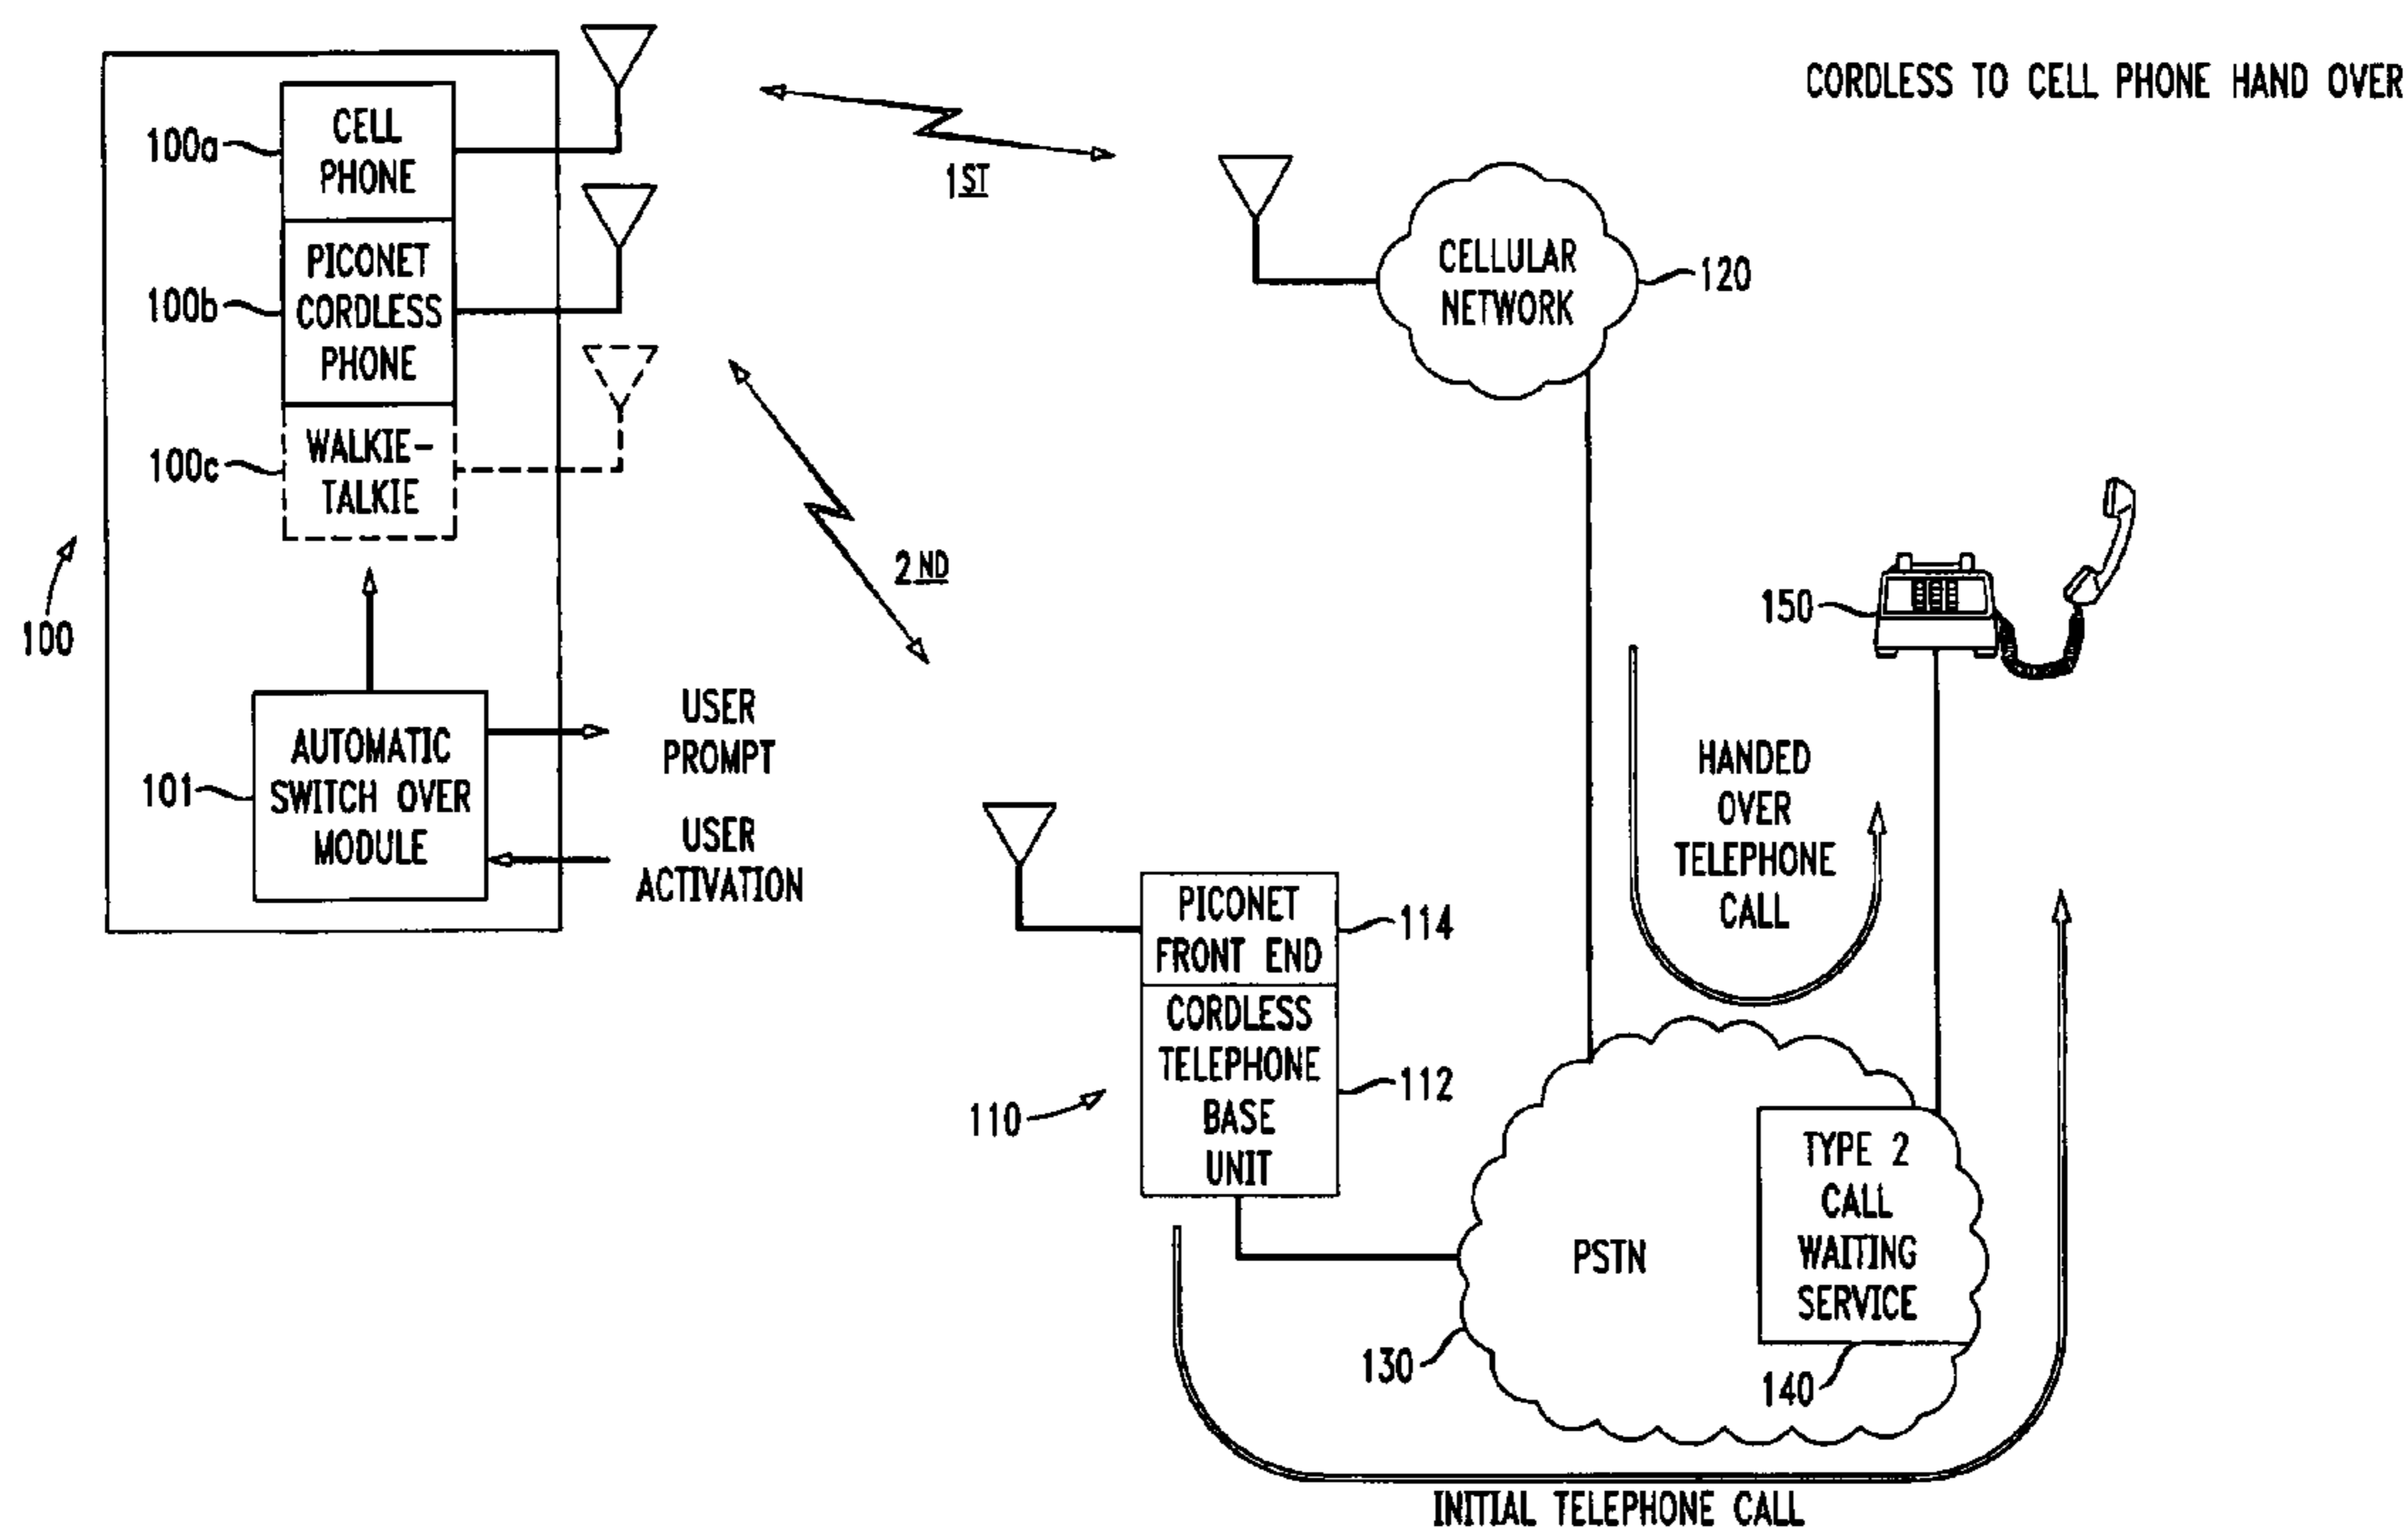 CORDLESS TO CELL PHONE HAND OVER
100a
CELL
PHONE
100b
PICONET
CORDLESS
PHONE
100c
WALKIE-
TALKIE
100
101
AUTOMATIC
SWITCH OVER
MODULE
USER
PROMPT
USER
ACTIVATION
1ST
2ND
CELLULAR
NETWORK
120
150
HANDED
OVER
TELEPHONE
CALL
PICONET
FRONT END
114
CORDLESS
TELEPHONE
BASE
UNIT
112
110
PSTN
130
TYPE 2
CALL
WAITING
SERVICE
140
INITIAL TELEPHONE CALL